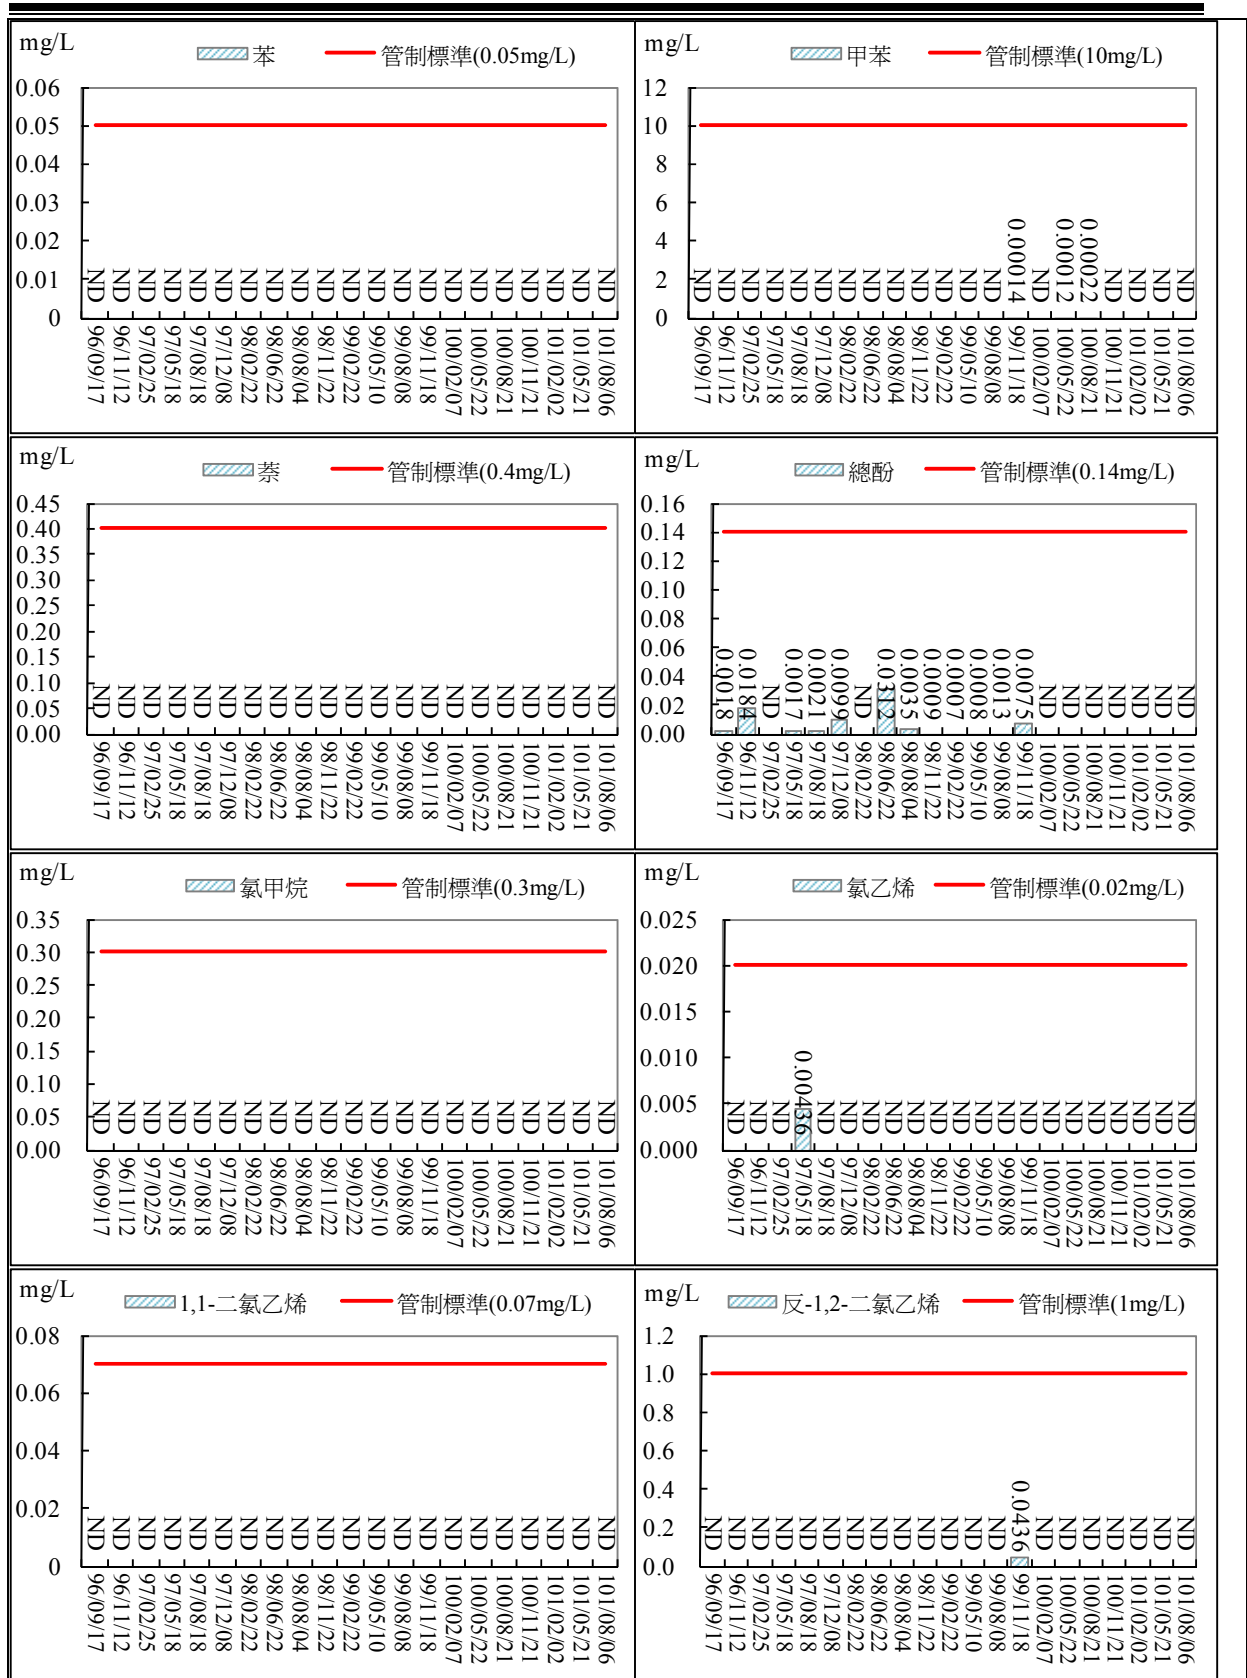 mg/L
苯 管制標準(0.05mg/L)
0.06
0.05
0.04
0.03
0.02
0.01
0
ND ND ND ND ND ND ND ND ND ND ND ND ND ND ND ND ND ND ND ND ND
96/09/17 96/11/12 97/02/25 97/05/18 97/08/18 97/12/08 98/02/22 98/06/22 98/08/04 98/11/22 99/02/22 99/05/10 99/08/08 99/11/18 100/02/07 100/05/22 100/08/21 100/11/21 101/02/02 101/05/21 101/08/06
mg/L
甲苯 管制標準(10mg/L)
12
10
8
6
4
2
0
ND ND ND ND ND ND ND ND ND ND ND ND ND 0.00014 ND 0.00012 0.00022 ND ND ND ND
96/09/17 96/11/12 97/02/25 97/05/18 97/08/18 97/12/08 98/02/22 98/06/22 98/08/04 98/11/22 99/02/22 99/05/10 99/08/08 99/11/18 100/02/07 100/05/22 100/08/21 100/11/21 101/02/02 101/05/21 101/08/06
mg/L
萘 管制標準(0.4mg/L)
0.45
0.40
0.35
0.30
0.25
0.20
0.15
0.10
0.05
0.00
ND ND ND ND ND ND ND ND ND ND ND ND ND ND ND ND ND ND ND ND ND
96/09/17 96/11/12 97/02/25 97/05/18 97/08/18 97/12/08 98/02/22 98/06/22 98/08/04 98/11/22 99/02/22 99/05/10 99/08/08 99/11/18 100/02/07 100/05/22 100/08/21 100/11/21 101/02/02 101/05/21 101/08/06
mg/L
總酚 管制標準(0.14mg/L)
0.16
0.14
0.12
0.10
0.08
0.06
0.04
0.02
0.00
0.0018 0.0184 ND 0.0017 0.0021 0.0099 ND 0.0312 0.0035 0.0009 0.0007 0.0008 0.0013 0.0075 ND ND ND ND ND ND ND
96/09/17 96/11/12 97/02/25 97/05/18 97/08/18 97/12/08 98/02/22 98/06/22 98/08/04 98/11/22 99/02/22 99/05/10 99/08/08 99/11/18 100/02/07 100/05/22 100/08/21 100/11/21 101/02/02 101/05/21 101/08/06
mg/L
氯甲烷 管制標準(0.3mg/L)
0.35
0.30
0.25
0.20
0.15
0.10
0.05
0.00
ND ND ND ND ND ND ND ND ND ND ND ND ND ND ND ND ND ND ND ND ND
96/09/17 96/11/12 97/02/25 97/05/18 97/08/18 97/12/08 98/02/22 98/06/22 98/08/04 98/11/22 99/02/22 99/05/10 99/08/08 99/11/18 100/02/07 100/05/22 100/08/21 100/11/21 101/02/02 101/05/21 101/08/06
mg/L
氯乙烯 管制標準(0.02mg/L)
0.025
0.020
0.015
0.010
0.005
0.000
ND ND ND 0.00436 ND ND ND ND ND ND ND ND ND ND ND ND ND ND ND ND ND
96/09/17 96/11/12 97/02/25 97/05/18 97/08/18 97/12/08 98/02/22 98/06/22 98/08/04 98/11/22 99/02/22 99/05/10 99/08/08 99/11/18 100/02/07 100/05/22 100/08/21 100/11/21 101/02/02 101/05/21 101/08/06
mg/L
1,1-二氯乙烯 管制標準(0.07mg/L)
0.08
0.06
0.04
0.02
0
ND ND ND ND ND ND ND ND ND ND ND ND ND ND ND ND ND ND ND ND ND
96/09/17 96/11/12 97/02/25 97/05/18 97/08/18 97/12/08 98/02/22 98/06/22 98/08/04 98/11/22 99/02/22 99/05/10 99/08/08 99/11/18 100/02/07 100/05/22 100/08/21 100/11/21 101/02/02 101/05/21 101/08/06
mg/L
反-1,2-二氯乙烯 管制標準(1mg/L)
1.2
1.0
0.8
0.6
0.4
0.2
0.0
ND ND ND ND ND ND ND ND ND ND ND ND ND 0.0436 ND ND ND ND ND ND ND
96/09/17 96/11/12 97/02/25 97/05/18 97/08/18 97/12/08 98/02/22 98/06/22 98/08/04 98/11/22 99/02/22 99/05/10 99/08/08 99/11/18 100/02/07 100/05/22 100/08/21 100/11/21 101/02/02 101/05/21 101/08/06